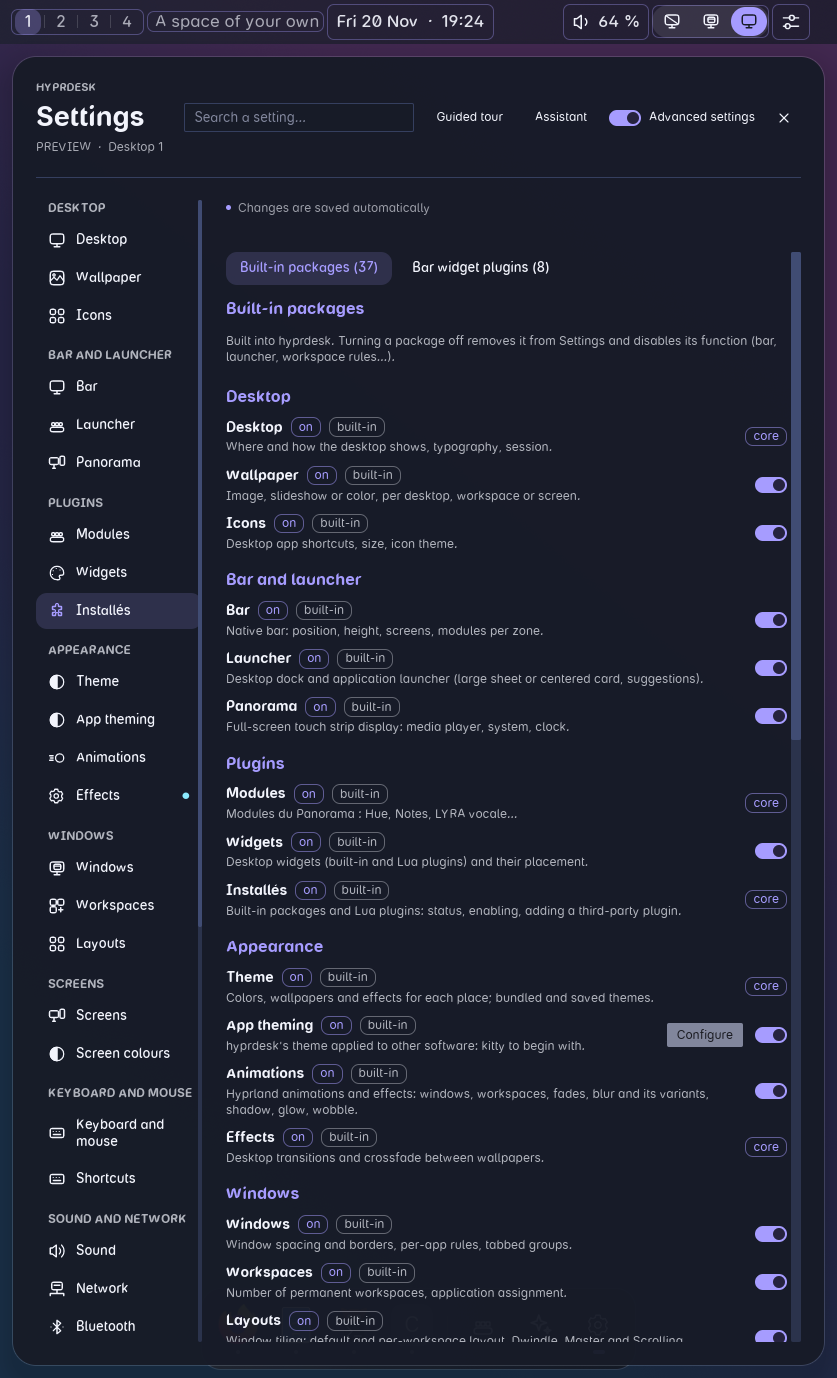 1 2 3 4 A space of your own Fri 20 Nov · 19:24 64 %
HYPRDESK
Settings
PREVIEW · Desktop 1
Search a setting...
Guided tour
Assistant
Advanced settings
DESKTOP
Desktop
Wallpaper
Icons
BAR AND LAUNCHER
Bar
Launcher
Panorama
PLUGINS
Modules
Widgets
Installés
APPEARANCE
Theme
App theming
Animations
Effects
WINDOWS
Windows
Workspaces
Layouts
SCREENS
Screens
Screen colours
KEYBOARD AND MOUSE
Keyboard and
mouse
Shortcuts
SOUND AND NETWORK
Sound
Network
Bluetooth
Changes are saved automatically
Built-in packages (37) Bar widget plugins (8)
Built-in packages
Built into hyprdesk. Turning a package off removes it from Settings and disables its function (bar,
launcher, workspace rules...).
Desktop
Desktop on built-in core
Where and how the desktop shows, typography, session.
Wallpaper on built-in
Image, slideshow or color, per desktop, workspace or screen.
Icons on built-in
Desktop app shortcuts, size, icon theme.
Bar and launcher
Bar on built-in
Native bar: position, height, screens, modules per zone.
Launcher on built-in
Desktop dock and application launcher (large sheet or centered card, suggestions).
Panorama on built-in
Full-screen touch strip display: media player, system, clock.
Plugins
Modules on built-in core
Modules du Panorama : Hue, Notes, LYRA vocale...
Widgets on built-in
Desktop widgets (built-in and Lua plugins) and their placement.
Installés on built-in core
Built-in packages and Lua plugins: status, enabling, adding a third-party plugin.
Appearance
Theme on built-in core
Colors, wallpapers and effects for each place; bundled and saved themes.
App theming on built-in Configure
hyprdesk's theme applied to other software: kitty to begin with.
Animations on built-in
Hyprland animations and effects: windows, workspaces, fades, blur and its variants,
shadow, glow, wobble.
Effects on built-in core
Desktop transitions and crossfade between wallpapers.
Windows
Windows on built-in
Window spacing and borders, per-app rules, tabbed groups.
Workspaces on built-in
Number of permanent workspaces, application assignment.
Layouts on built-in
Window tiling: default and per-workspace layout, Dwindle, Master and Scrolling